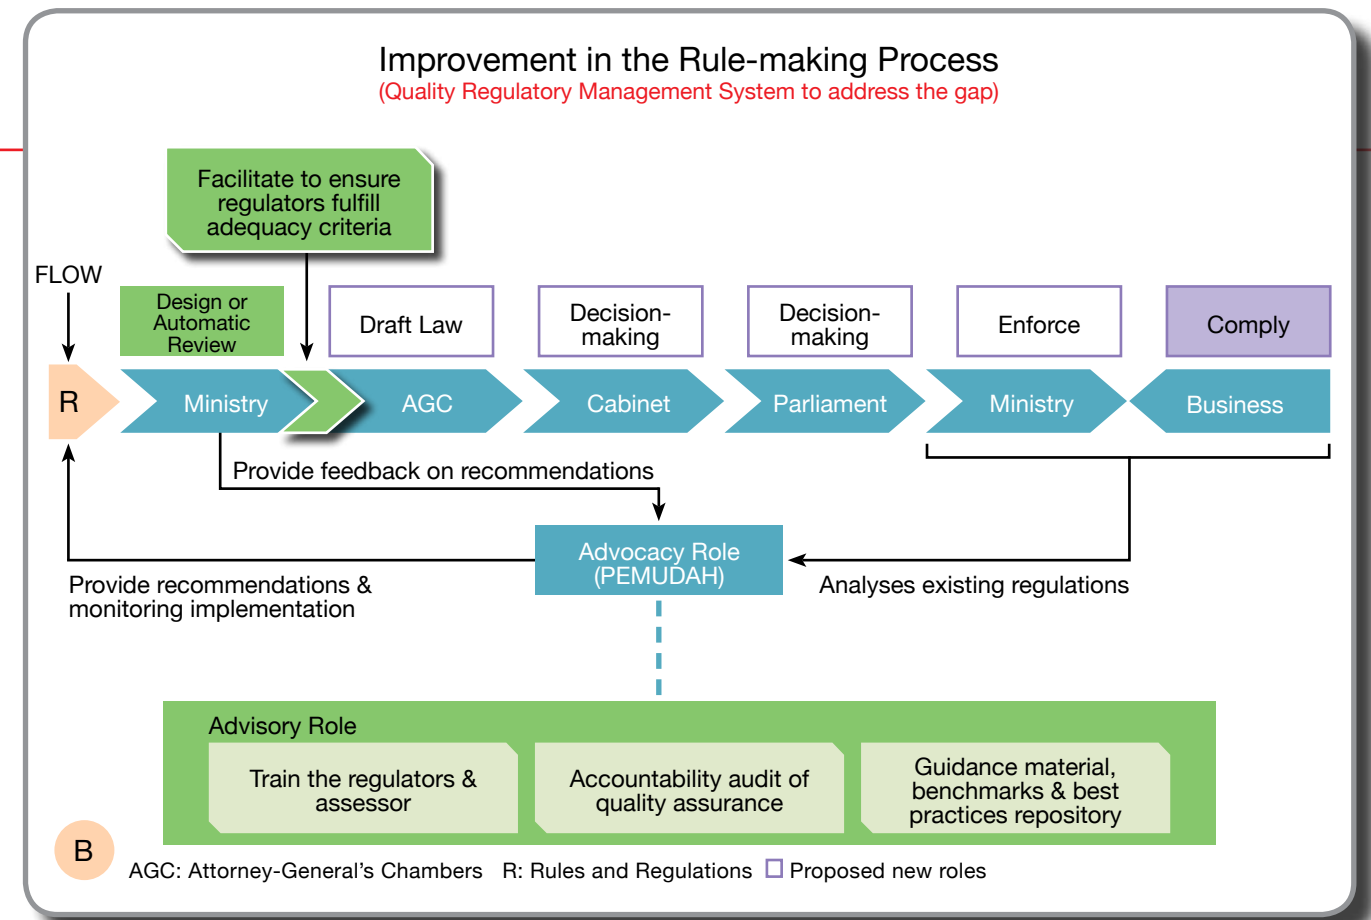 Improvement in the Rule-making Process
(Quality Regulatory Management System to address the gap)
Facilitate to ensure
regulators fulfill
adequacy criteria
FLOW
Design or
Automatic
Review
Draft Law
Decision-
making
Decision-
making
Enforce
Comply
R
Ministry
AGC
Cabinet
Parliament
Ministry
Business
Provide feedback on recommendations
Advocacy Role
(PEMUDAH)
Provide recommendations &
monitoring implementation
Analyses existing regulations
Advisory Role
Train the regulators &
assessor
Accountability audit of
quality assurance
Guidance material,
benchmarks & best
practices repository
B
AGC: Attorney-General's Chambers R: Rules and Regulations Proposed new roles